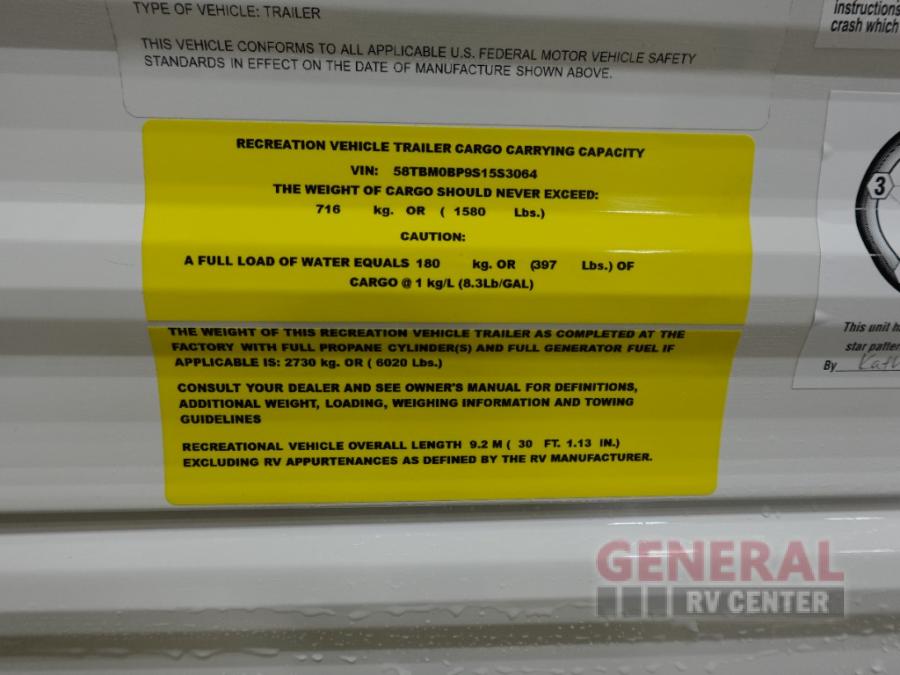 TYPE OF VEHICLE: TRAILER
THIS VEHICLE CONFORMS TO ALL APPLICABLE U.S. FEDERAL MOTOR VEHICLE SAFETY
STANDARDS IN EFFECT ON THE DATE OF MANUFACTURE SHOWN ABOVE.
instructions
crash which
RECREATION VEHICLE TRAILER CARGO CARRYING CAPACITY
VIN: 58TBM0BP9S15S3064
THE WEIGHT OF CARGO SHOULD NEVER EXCEED:
716 kg. OR ( 1580 Lbs.)
CAUTION:
A FULL LOAD OF WATER EQUALS 180 kg. OR (397 Lbs.) OF
CARGO @ 1 kg/L (8.3Lb/GAL)
THE WEIGHT OF THIS RECREATION VEHICLE TRAILER AS COMPLETED AT THE
FACTORY WITH FULL PROPANE CYLINDER(S) AND FULL GENERATOR FUEL IF
APPLICABLE IS: 2730 kg. OR ( 6020 Lbs.)
CONSULT YOUR DEALER AND SEE OWNER'S MANUAL FOR DEFINITIONS,
ADDITIONAL WEIGHT, LOADING, WEIGHING INFORMATION AND TOWING
GUIDELINES
RECREATIONAL VEHICLE OVERALL LENGTH 9.2 M ( 30 FT. 1.13 IN.)
EXCLUDING RV APPURTENANCES AS DEFINED BY THE RV MANUFACTURER.
3
This unit
star
By
GENERAL
RV CENTER